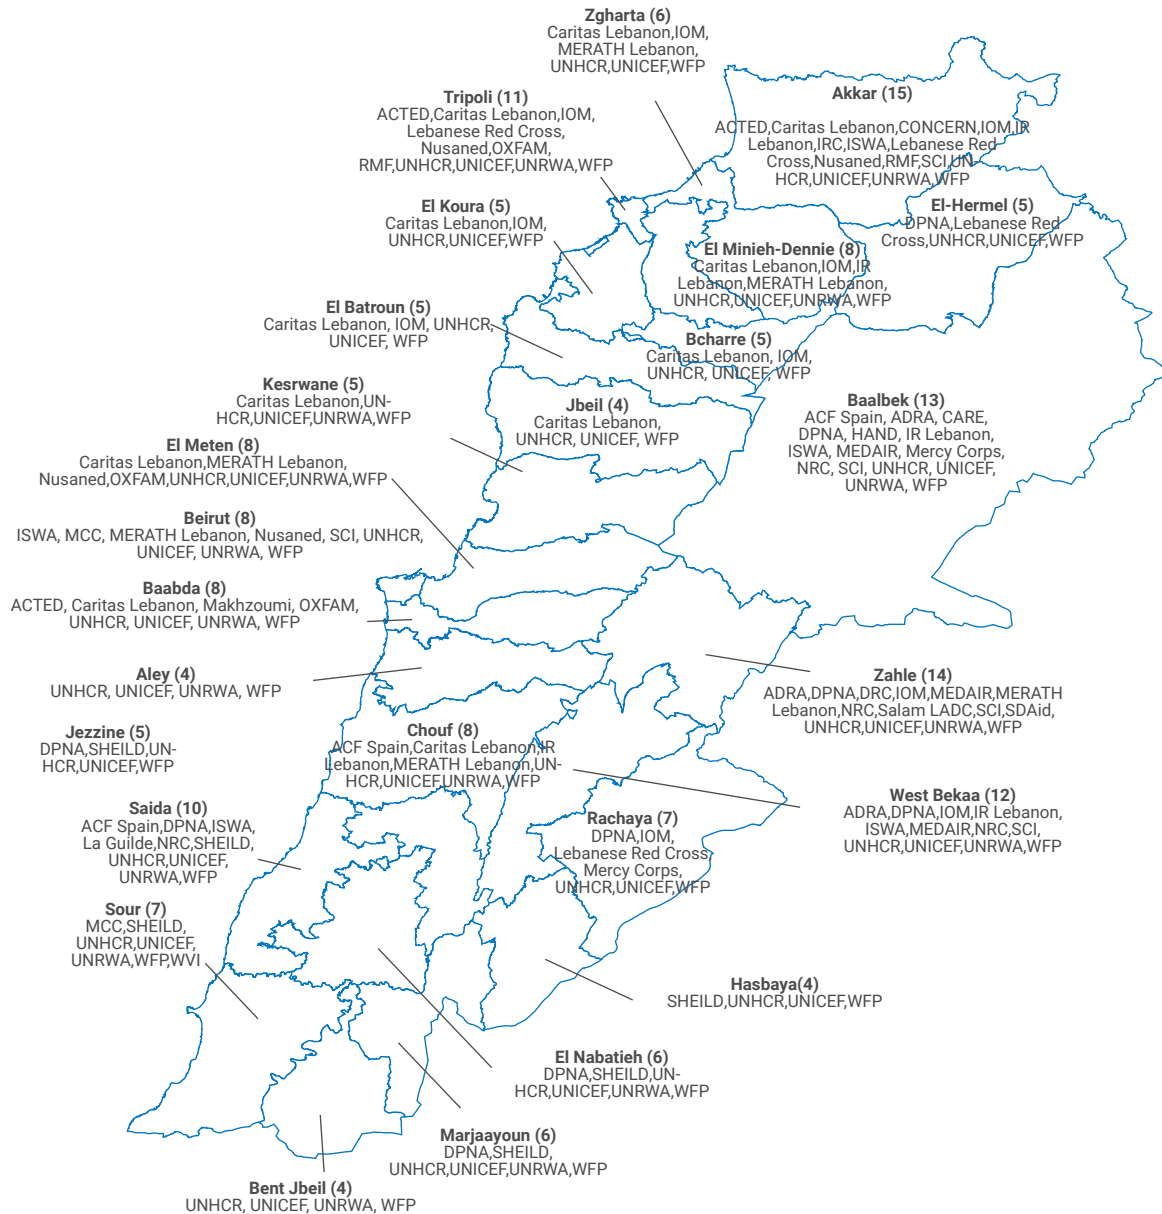 Zgharta (6)
Caritas Lebanon,IOM,
MERATH Lebanon,
UNHCR,UNICEF,WFP
Akkar (15)
ACTED,Caritas Lebanon,CONCERN,IOM,IR
Lebanon,IRC,ISWA,Lebanese Red
Cross,Nusaned,RMF,SCI,UN-
HCR,UNICEF,UNRWA,WFP
Tripoli (11)
ACTED,Caritas Lebanon,IOM,
Lebanese Red Cross,
Nusaned,OXFAM,
RMF,UNHCR,UNICEF,UNRWA,WFP
El Koura (5)
Caritas Lebanon,IOM,
UNHCR,UNICEF,WFP
El-Hermel (5)
DPNA,Lebanese Red
Cross,UNHCR,UNICEF,WFP
El Minieh-Dennie (8)
Caritas Lebanon,IOM,IR
Lebanon,MERATH Lebanon,
UNHCR,UNICEF,UNRWA,WFP
El Batroun (5)
Caritas Lebanon, IOM, UNHCR,
UNICEF, WFP
Bcharre (5)
Caritas Lebanon, IOM,
UNHCR, UNICEF, WFP
Kesrwane (5)
Caritas Lebanon,UN-
HCR,UNICEF,UNRWA,WFP
Jbeil (4)
Caritas Lebanon,
UNHCR, UNICEF, WFP
Baalbek (13)
ACF Spain, ADRA, CARE,
DPNA, HAND, IR Lebanon,
ISWA, MEDAIR, Mercy Corps,
NRC, SCI, UNHCR, UNICEF,
UNRWA, WFP
El Meten (8)
Caritas Lebanon,MERATH Lebanon,
Nusaned,OXFAM,UNHCR,UNICEF,UNRWA,WFP
Beirut (8)
ISWA, MCC, MERATH Lebanon, Nusaned, SCI, UNHCR,
UNICEF, UNRWA, WFP
Baabda (8)
ACTED, Caritas Lebanon, Makhzoumi, OXFAM,
UNHCR, UNICEF, UNRWA, WFP
Aley (4)
UNHCR, UNICEF, UNRWA, WFP
Zahle (14)
ADRA,DPNA,DRC,IOM,MEDAIR,MERATH
Lebanon,NRC,Salam LADC,SCI,SDAid,
UNHCR,UNICEF,UNRWA,WFP
Jezzine (5)
DPNA,SHEILD,UN-
HCR,UNICEF,WFP
Chouf (8)
ACF Spain,Caritas Lebanon,IR
Lebanon,MERATH Lebanon,UN-
HCR,UNICEF,UNRWA,WFP
West Bekaa (12)
ADRA,DPNA,IOM,IR Lebanon,
ISWA,MEDAIR,NRC,SCI,
UNHCR,UNICEF,UNRWA,WFP
Saida (10)
ACF Spain,DPNA,ISWA,
La Guilde,NRC,SHEILD,
UNHCR,UNICEF,
UNRWA,WFP
Rachaya (7)
DPNA,IOM,
Lebanese Red Cross,
Mercy Corps,
UNHCR,UNICEF,WFP
Sour (7)
MCC,SHEILD,
UNHCR,UNICEF,
UNRWA,WFP,WVI
Hasbaya(4)
SHEILD,UNHCR,UNICEF,WFP
El Nabatieh (6)
DPNA,SHEILD,UN-
HCR,UNICEF,UNRWA,WFP
Marjaayoun (6)
DPNA,SHEILD,
UNHCR,UNICEF,UNRWA,WFP
Bent Jbeil (4)
UNHCR, UNICEF, UNRWA, WFP